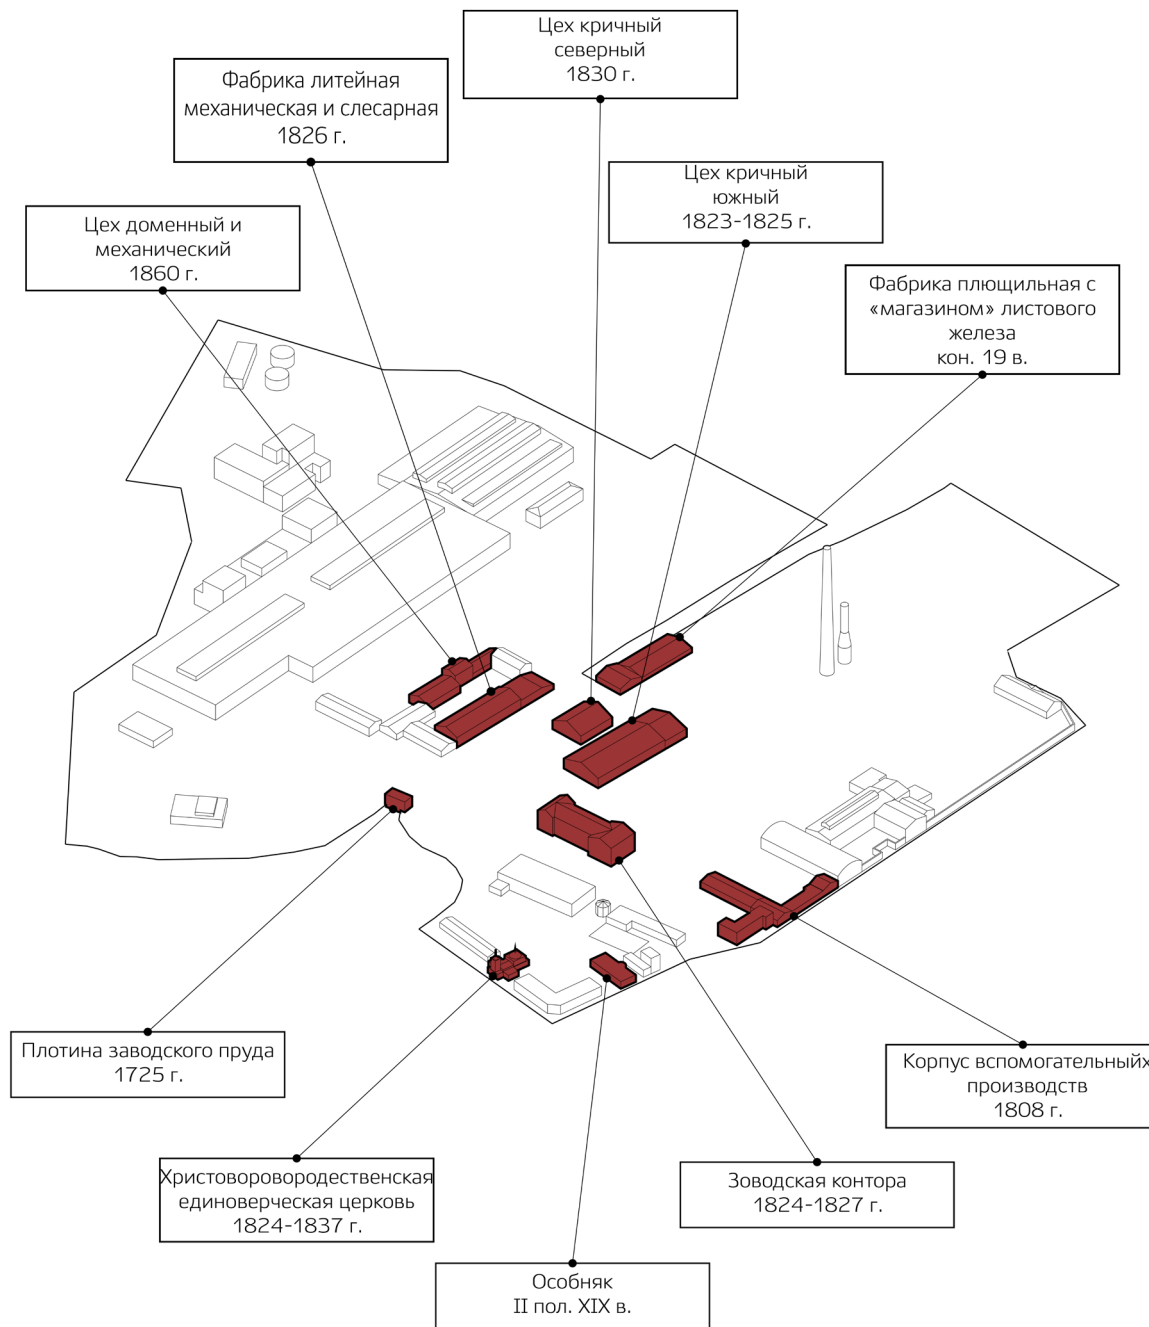 Цех кричный
северный
1830 г.
Фабрика литейная
механическая и слесарная
1826 г.
Цех кричный
южный
1823-1825 г.
Цех доменный и
механический
1860 г.
Фабрика плющильная с
«магазином» листового
железа
кон. 19 в.
Плотина заводского пруда
1725 г.
Корпус вспомогательныйх
производств
1808 г.
Христоворовородественская
единоверческая церковь
1824-1837 г.
Зоводская контора
1824-1827 г.
Особняк
II пол. XIX в.